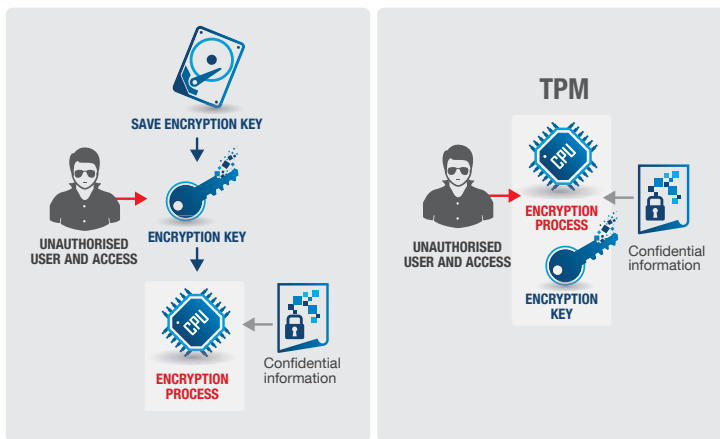 SAVE ENCRYPTION KEY
ENCRYPTION KEY
UNAUTHORISED
USER AND ACCESS
CPU
ENCRYPTION
PROCESS
Confidential
information
TPM
CPU
ENCRYPTION
PROCESS
UNAUTHORISED
USER AND ACCESS
Confidential
information
ENCRYPTION
KEY